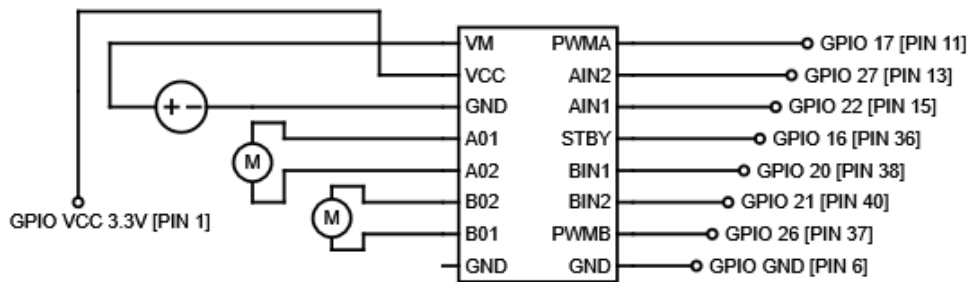 VM PWMA GPIO 17 [PIN 11]
VCC AIN2 GPIO 27 [PIN 13]
+ - GND AIN1 GPIO 22 [PIN 15]
A01 STBY GPIO 16 [PIN 36]
M A02 BIN1 GPIO 20 [PIN 38]
M B02 BIN2 GPIO 21 [PIN 40]
GPIO VCC 3.3V [PIN 1] B01 PWMB GPIO 26 [PIN 37]
GND GND GPIO GND [PIN 6]